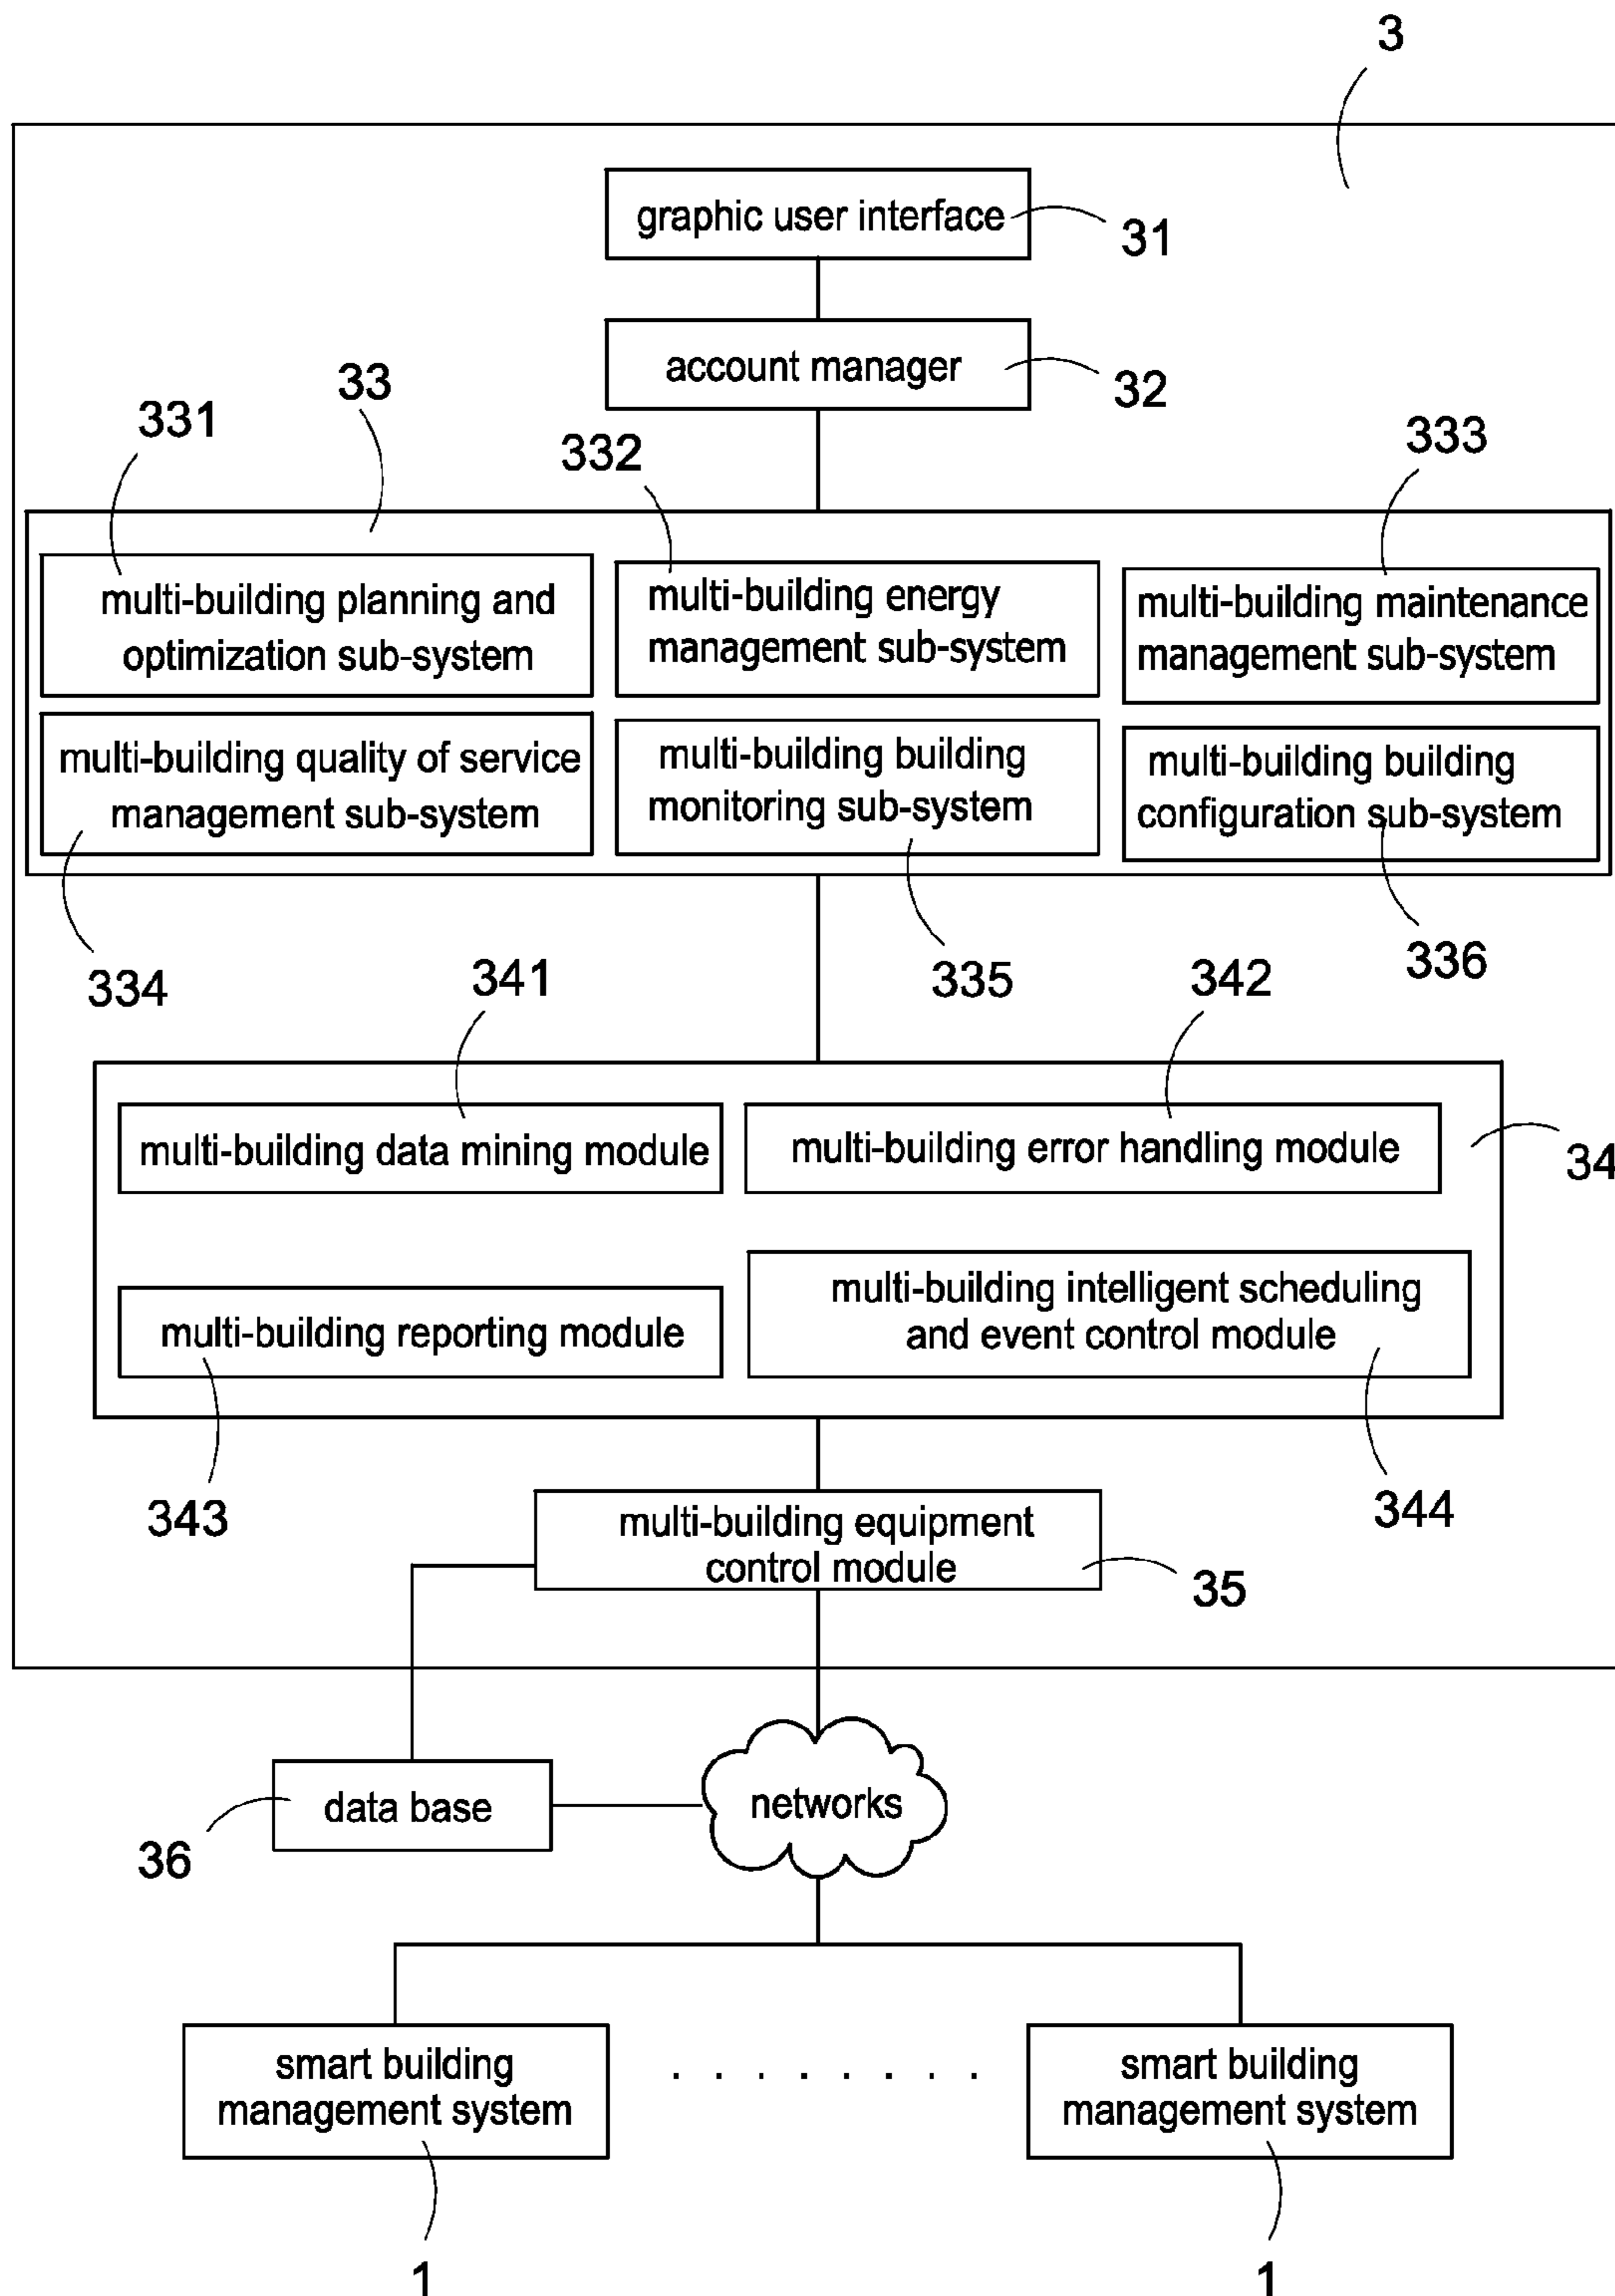 3
graphic user interface
31
account manager
32
33
331
332
333
multi-building planning and
optimization sub-system
multi-building energy
management sub-system
multi-building maintenance
management sub-system
multi-building quality of service
management sub-system
multi-building building
monitoring sub-system
multi-building building
configuration sub-system
334
335
336
341
342
multi-building data mining module
multi-building error handling module
34
multi-building reporting module
multi-building intelligent scheduling
and event control module
343
344
multi-building equipment
control module
35
data base
networks
36
smart building
management system
. . . . . . . .
smart building
management system
1
1